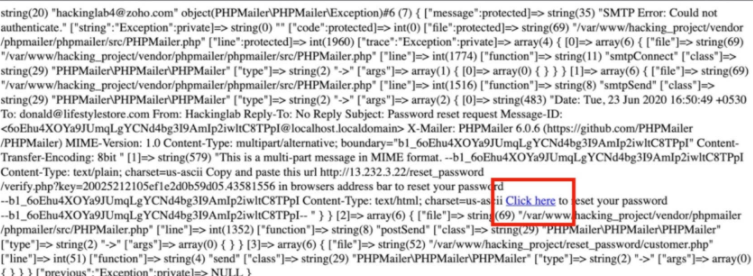 string(20) "hackinglab4@zoho.com" object(PHPMailer\PHPMailer\Exception)#6 (7) { ["message":protected]=> string(35) "SMTP Error: Could not
authenticate." ["string":"Exception":private]=> string(0) "" ["code":protected]=> int(0) ["file":protected]=> string(69) "/var/www/hacking_project/vendor
/phpmailer/phpmailer/src/PHPMailer.php" ["line":protected]=> int(1960) ["trace":"Exception":private]=> array(4) { [0]=> array(6) { ["file"]=> string(69)
"/var/www/hacking_project/vendor/phpmailer/phpmailer/src/PHPMailer.php" ["line"]=> int(1774) ["function"]=> string(11) "smtpConnect" ["class"]=>
string(29) "PHPMailer\PHPMailer\PHPMailer" ["type"]=> string(2) "->" ["args"]=> array(1) { [0]=> array(0) { } } } [1]=> array(6) { ["file"]=> string(69)
"/var/www/hacking_project/vendor/phpmailer/phpmailer/src/PHPMailer.php" ["line"]=> int(1516) ["function"]=> string(8) "smtpSend" ["class"]=>
string(29) "PHPMailer\PHPMailer\PHPMailer" ["type"]=> string(2) "->" ["args"]=> array(2) { [0]=> string(483) "Date: Tue, 23 Jun 2020 16:50:49 +0530
To: donald@lifestylestore.com From: Hackinglab Reply-To: No Reply Subject: Password reset request Message-ID:
<6oEhu4XOYa9JUmqLgYCNd4bg3I9AmIp2iwltC8TPpI@localhost.localdomain> X-Mailer: PHPMailer 6.0.6 (https://github.com/PHPMailer
/PHPMailer) MIME-Version: 1.0 Content-Type: multipart/alternative; boundary="b1_6oEhu4XOYa9JUmqLgYCNd4bg3I9AmIp2iwltC8TPpI" Content-
Transfer-Encoding: 8bit " [1]=> string(579) "This is a multi-part message in MIME format. --b1_6oEhu4XOYa9JUmqLgYCNd4bg3I9AmIp2iwltC8TPpI
Content-Type: text/plain; charset=us-ascii Copy and paste this url http://13.232.3.22/reset_password
/verify.php?key=20025212105ef1e2d0b59d05.43581556 in browsers address bar to reset your password
--b1_6oEhu4XOYa9JUmqLgYCNd4bg3I9AmIp2iwltC8TPpI Content-Type: text/html; charset=us-ascii Click here to reset your password
--b1_6oEhu4XOYa9JUmqLgYCNd4bg3I9AmIp2iwltC8TPpI-- " } } [2]=> array(6) { ["file"]=> string(69) "/var/www/hacking_project/vendor/phpmailer
/phpmailer/src/PHPMailer.php" ["line"]=> int(1352) ["function"]=> string(8) "postSend" ["class"]=> string(29) "PHPMailer\PHPMailer\PHPMailer"
["type"]=> string(2) "->" ["args"]=> array(0) { } } [3]=> array(6) { ["file"]=> string(52) "/var/www/hacking_project/reset_password/customer.php"
["line"]=> int(51) ["function"]=> string(4) "send" ["class"]=> string(29) "PHPMailer\PHPMailer\PHPMailer" ["type"]=> string(2) "->" ["args"]=> array(0)
{ } } } ["previous":"Exception":private]=> NULL }